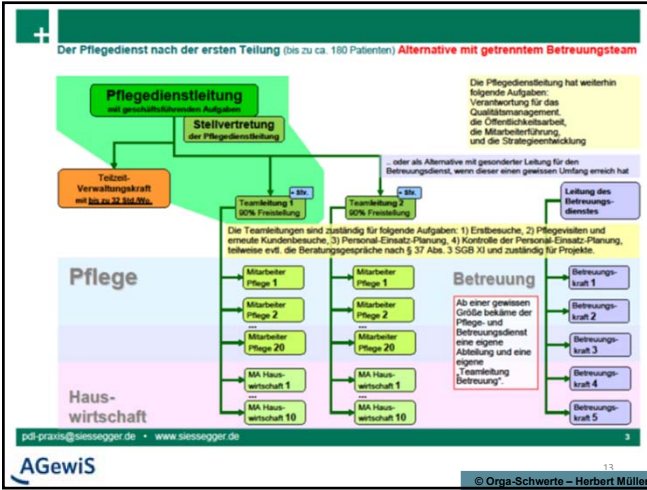 Der Pflegedienst nach der ersten Teilung (bis zu ca. 180 Patienten) Alternative mit getrenntem Betreuungsteam
Pflegedienstleitung
mit geschäftsführenden Aufgaben
Stellvertretung
der Pflegedienstleitung
Die Pflegedienstleitung hat weiterhin
folgende Aufgaben:
Verantwortung für das
Qualitätsmanagement,
die Öffentlichkeitsarbeit,
die Mitarbeiterführung,
und die Strategieentwicklung
Teilzeit-
Verwaltungskraft
mit bis zu 32 Std./Wo.
.. oder als Alternative mit gesonderter Leitung für den
Betreuungsdienst, wenn dieser einen gewissen Umfang erreich hat
+ Stv.
Teamleitung 1
90% Freistellung
+ Stv.
Teamleitung 2
90% Freistellung
Leitung des
Betreuungs-
dienstes
Die Teamleitungen sind zuständig für folgende Aufgaben: 1) Erstbesuche, 2) Pflegevisiten und
erneute Kundenbesuche, 3) Personal-Einsatz-Planung, 4) Kontrolle der Personal-Einsatz-Planung,
teilweise evtl. die Beratungsgespräche nach § 37 Abs. 3 SGB XI und zuständig für Projekte.
Pflege
Mitarbeiter
Pflege 1
Mitarbeiter
Pflege 2
...
Mitarbeiter
Pflege 20
MA Haus-
wirtschaft 1
...
MA Haus-
wirtschaft 10
Mitarbeiter
Pflege 1
Mitarbeiter
Pflege 2
...
Mitarbeiter
Pflege 20
MA Haus-
wirtschaft 1
...
MA Haus-
wirtschaft 10
Betreuung
Ab einer gewissen
Größe bekäme der
Pflege- und
Betreuungsdienst
eine eigene
Abteilung und eine
eigene
„Teamleitung
Betreuung".
Betreuungs-
kraft 1
Betreuungs-
kraft 2
Betreuungs-
kraft 3
Betreuungs-
kraft 4
Betreuungs-
kraft 5
Haus-
wirtschaft
pdl-praxis@siessegger.de • www.siessegger.de
3
AGewiS
13
© Orga-Schwerte – Herbert Müller